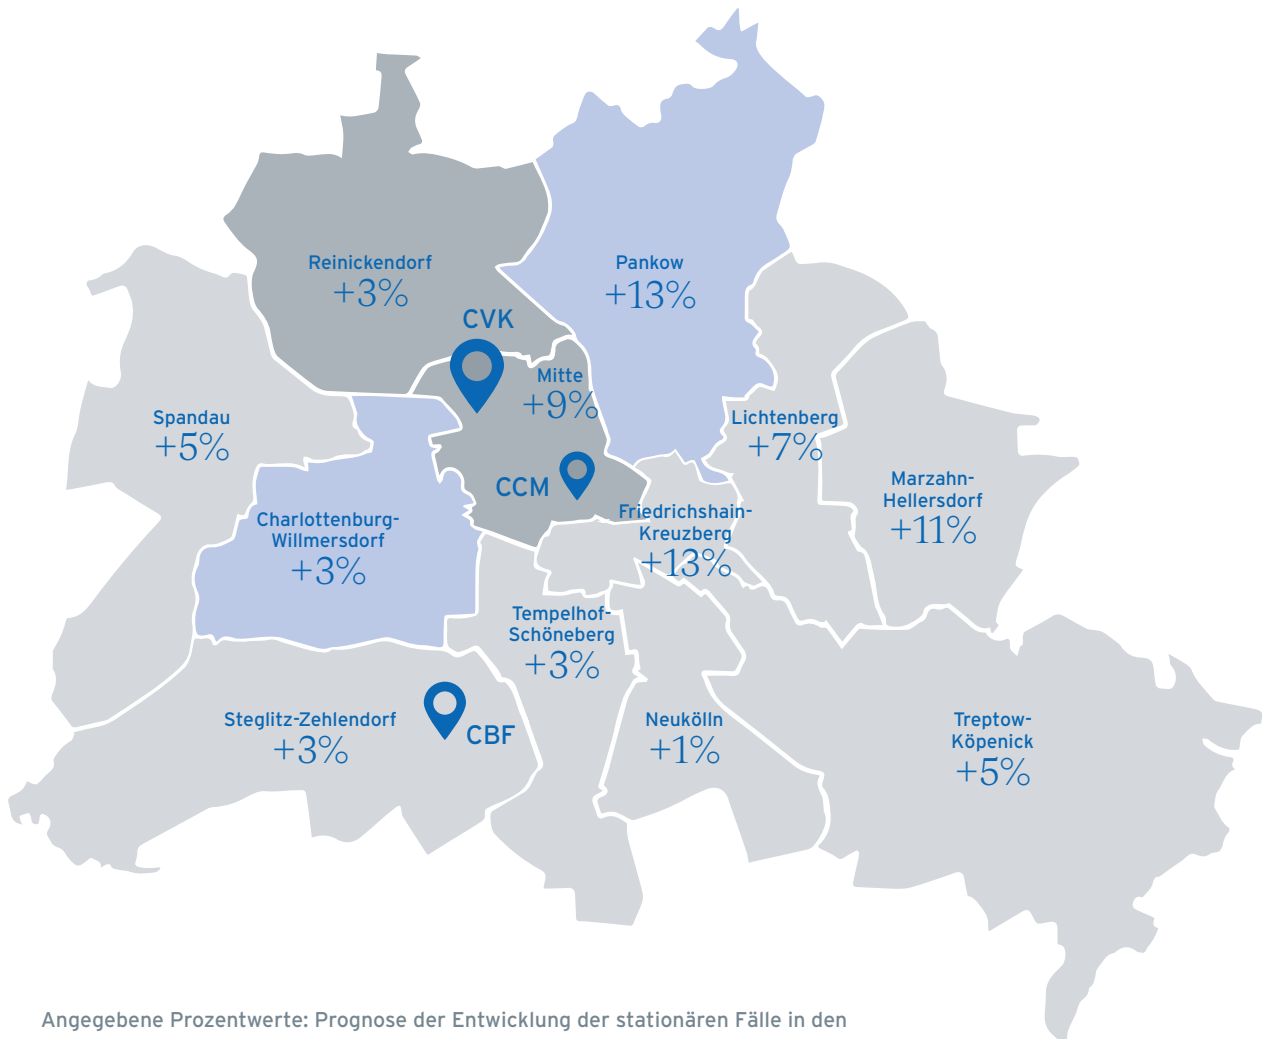 Reinickendorf
+3%
Pankow
+13%
CVK
Mitte
+9%
Spandau
+5%
Lichtenberg
+7%
Marzahn-
Hellersdorf
+11%
CCM
Charlottenburg-
Willmersdorf
+3%
Friedrichshain-
Kreuzberg
+13%
Tempelhof-
Schöneberg
+3%
Steglitz-Zehlendorf
+3%
CBF
Neukölln
+1%
Treptow-
Köpenick
+5%
Angegebene Prozentwerte: Prognose der Entwicklung der stationären Fälle in den